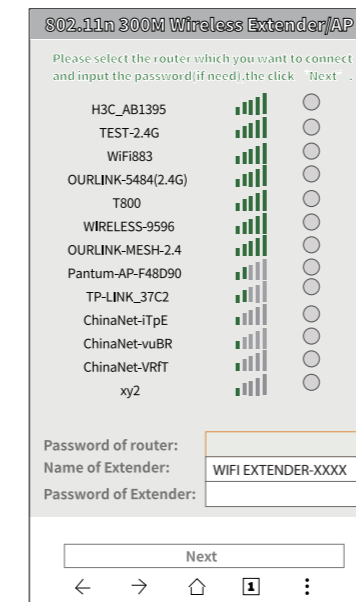 802.11n 300M Wireless Extender/AP
Please select the router which you want to connect
and input the password(if need),the click "Next" .
H3C_AB1395
TEST-2.4G
WiFi883
OURLINK-5484(2.4G)
T800
WIRELESS-9596
OURLINK-MESH-2.4
Pantum-AP-F48D90
TP-LINK_37C2
ChinaNet-iTpE
ChinaNet-vuBR
ChinaNet-VRfT
xy2
Password of router:
Name of Extender: WIFI EXTENDER-XXXX
Password of Extender:
Next
1